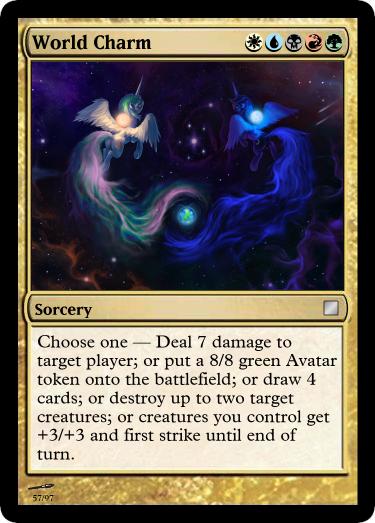 World Charm
Sorcery
Choose one — Deal 7 damage to
target player; or put a 8/8 green Avatar
token onto the battlefield; or draw 4
cards; or destroy up to two target
creatures; or creatures you control get
+3/+3 and first strike until end of
turn.
57/97